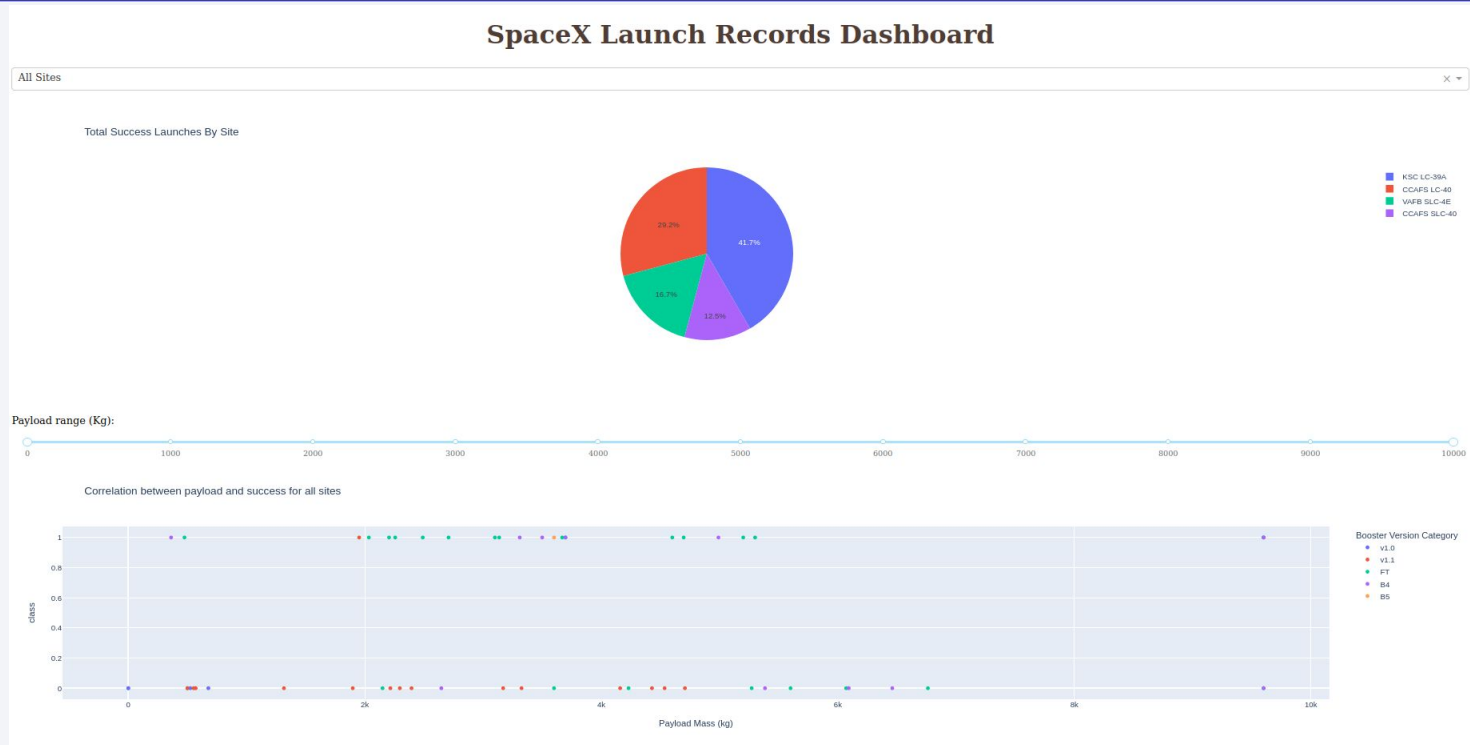 SpaceX Launch Records Dashboard
All Sites
Total Success Launches By Site
KSC LC-39A
CCAFS LC-40
VAFB SLC-4E
CCAFS SLC-40
29.2%
41.7%
16.7%
12.5%
Payload range (Kg):
0 1000 2000 3000 4000 5000 6000 7000 8000 9000 10000
Correlation between payload and success for all sites
Booster Version Category
v1.0
v1.1
FT
B4
B5
class
1
0.8
0.6
0.4
0.2
0
0 2k 4k 6k 8k 10k
Payload Mass (kg)